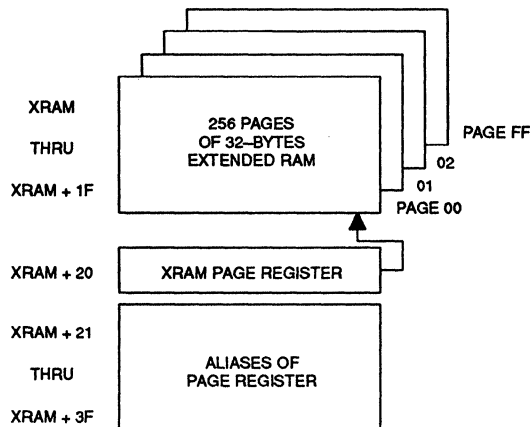 XRAM
THRU
XRAM + 1F
256 PAGES
OF 32–BYTES
EXTENDED RAM
PAGE FF
02
01
PAGE 00
XRAM + 20
XRAM PAGE REGISTER
XRAM + 21
THRU
XRAM + 3F
ALIASES OF
PAGE REGISTER